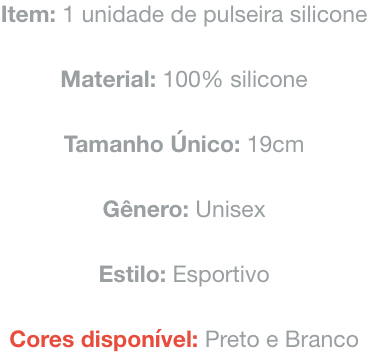 Item: 1 unidade de pulseira silicone
Material: 100% silicone
Tamanho Único: 19cm
Gênero: Unisex
Estilo: Esportivo
Cores disponível: Preto e Branco